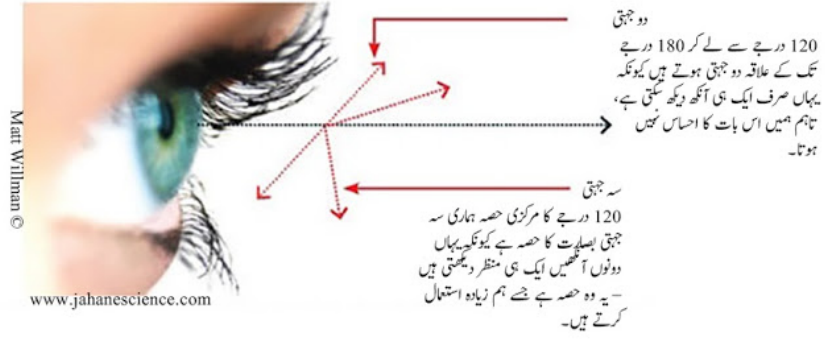 دو جہتی
120 درجے سے لے کر 180 درجے
تک کے علاقہ دو جہتی ہوتے ہیں کیونکہ
یہاں صرف ایک ہی آنکھ دیکھ سکتی ہے،
تاہم ہمیں اس بات کا احساس نہیں
ہوتا۔
سہ جہتی
120 درجے کا مرکزی حصہ ہماری سہ
جہتی بصارت کا حصہ ہے کیونکہ یہاں
دونوں آنکھیں ایک ہی منظر دیکھتی ہیں
– یہ وہ حصہ ہے جسے ہم زیادہ استعمال
کرتے ہیں۔
Matt Willman ©
www.jahanescience.com